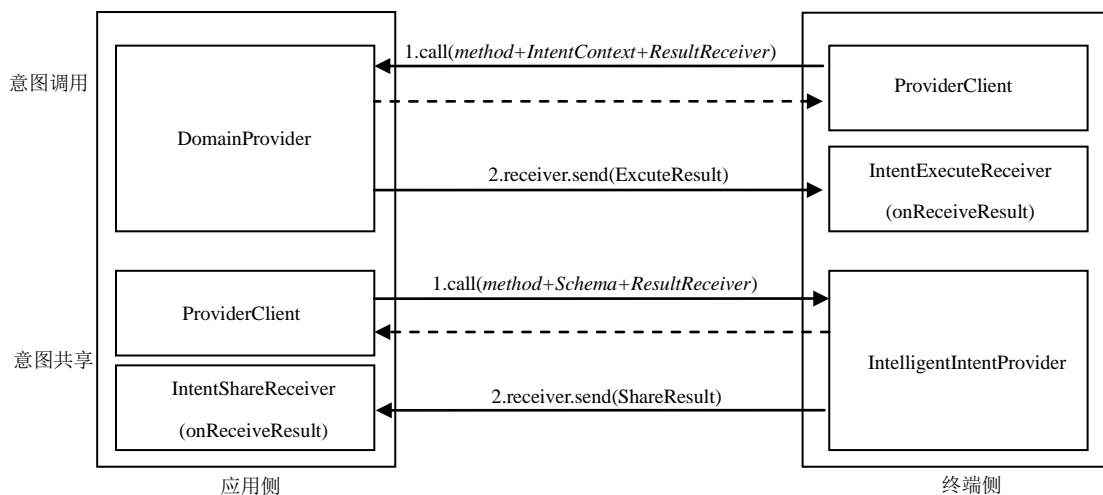 1.call(method+IntentContext+ResultReceiver)
意图调用
ProviderClient
DomainProvider
2.receiver.send(ExcuteResult)
IntentExecuteReceiver
(onReceiveResult)
1.call(method+Schema+ResultReceiver)
ProviderClient
意图共享
IntelligentIntentProvider
IntentShareReceiver
(onReceiveResult)
2.receiver.send(ShareResult)
应用侧
终端侧